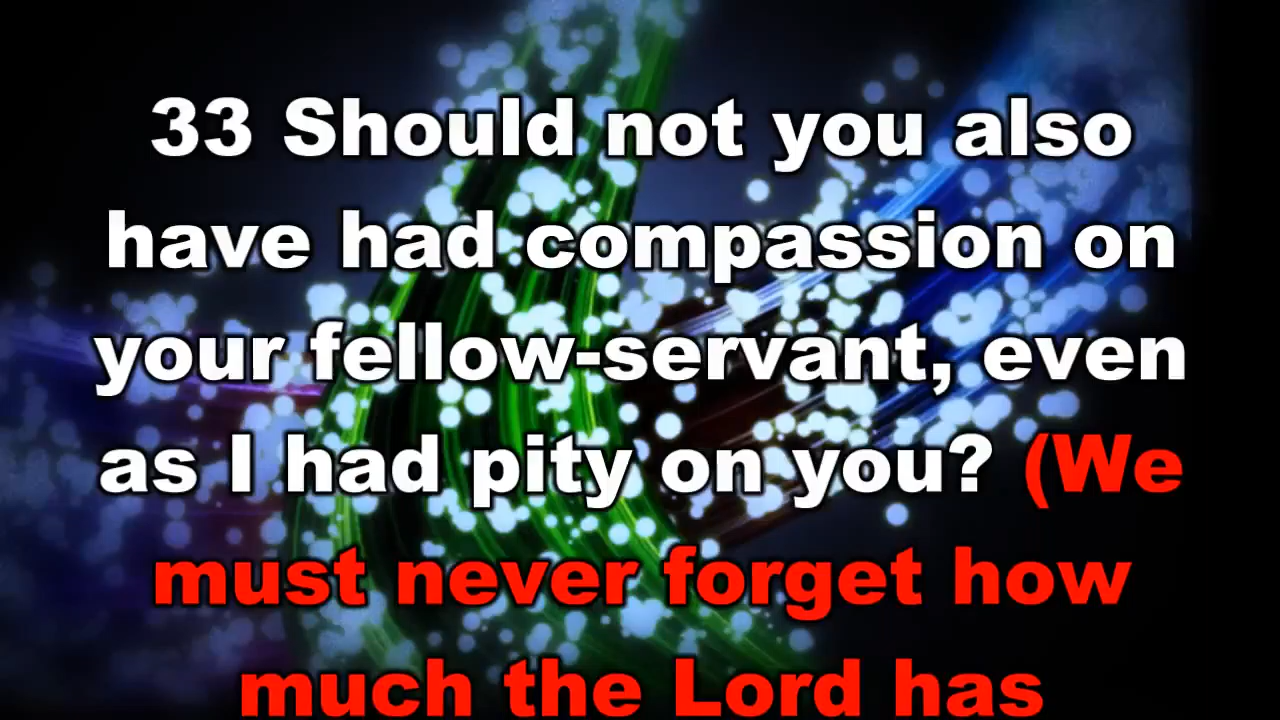 33 Should not you also
have had compassion on
your fellow-servant, even
as I had pity on you? (We
must never forget how
much the Lord has